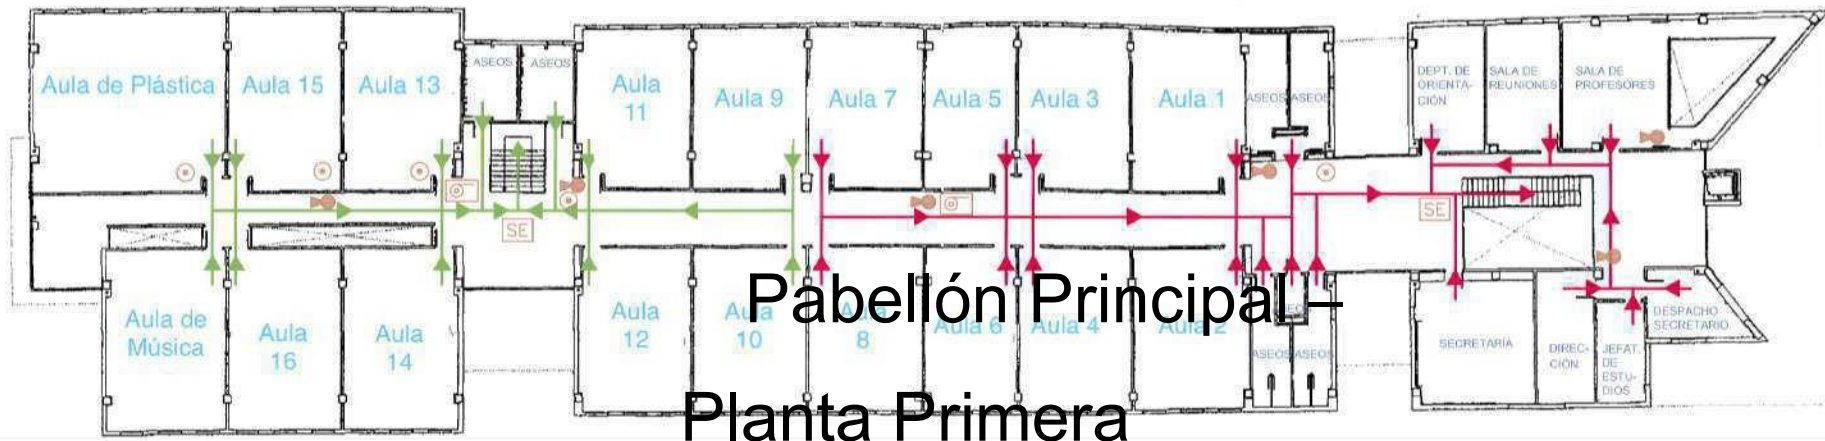 Aula de Plástica
Aula 15
Aula 13
ASEOS
ASEOS
Aula
11
Aula 9
Aula 7
Aula 5
Aula 3
Aula 1
ASEOS
ASEOS
DEPT. DE
ORIENTA-
CIÓN
SALA DE
REUNIONES
SALA DE
PROFESORES
SE
SE
Aula de
Música
Aula
16
Aula
14
Aula
12
Aula
10
Aula
8
Aula 6
Aula 4
Aula 2
ASEOS
ASEOS
SECRETARÍA
DIREC-
CIÓN
JEFAT.
DE
ESTU-
DIOS
DESPACHO
SECRETARIO
Pabellón Principal –
Planta Primera